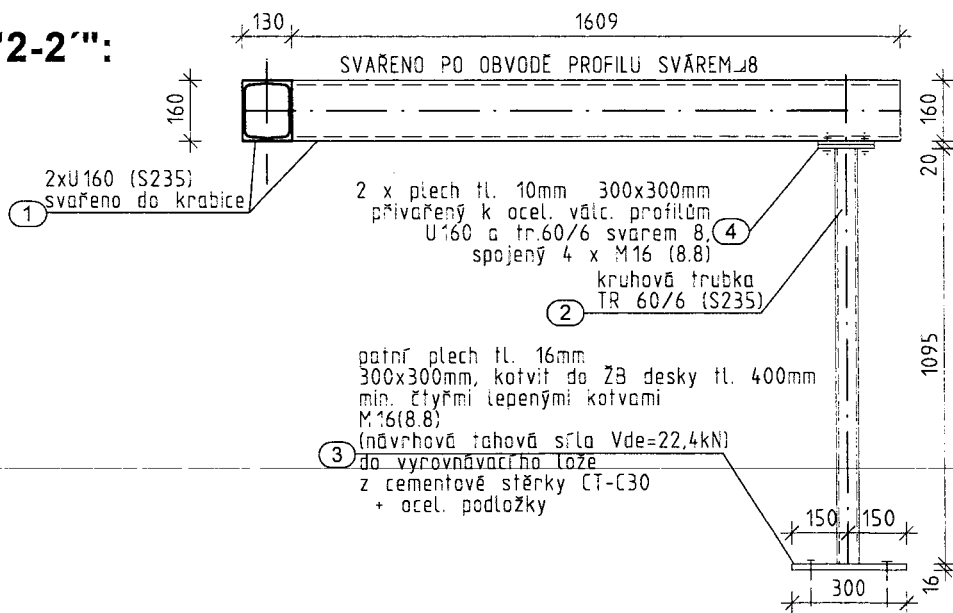 "2-2´":
130
1609
SVAŘENO PO OBVODĚ PROFILU SVÁREM⊿8
160
160
20
2xU160 (S235)
svařeno do krabice
1
2 x plech tl. 10mm 300x300mm
přivařený k ocel. válc. profilům
U160 a tr.60/6 svarem 8,
spojený 4 x M16 (8.8)
4
kruhová trubka
TR 60/6 (S235)
2
1095
patní plech tl. 16mm
300x300mm, kotvit do ŽB desky tl. 400mm
min. čtyřmi lepenými kotvami
M16(8.8)
(návrhová tahová síla Vde=22,4kN)
3
do vyrovnávacího lože
z cementové stěrky CT-C30
+ ocel. podložky
150
150
300
16